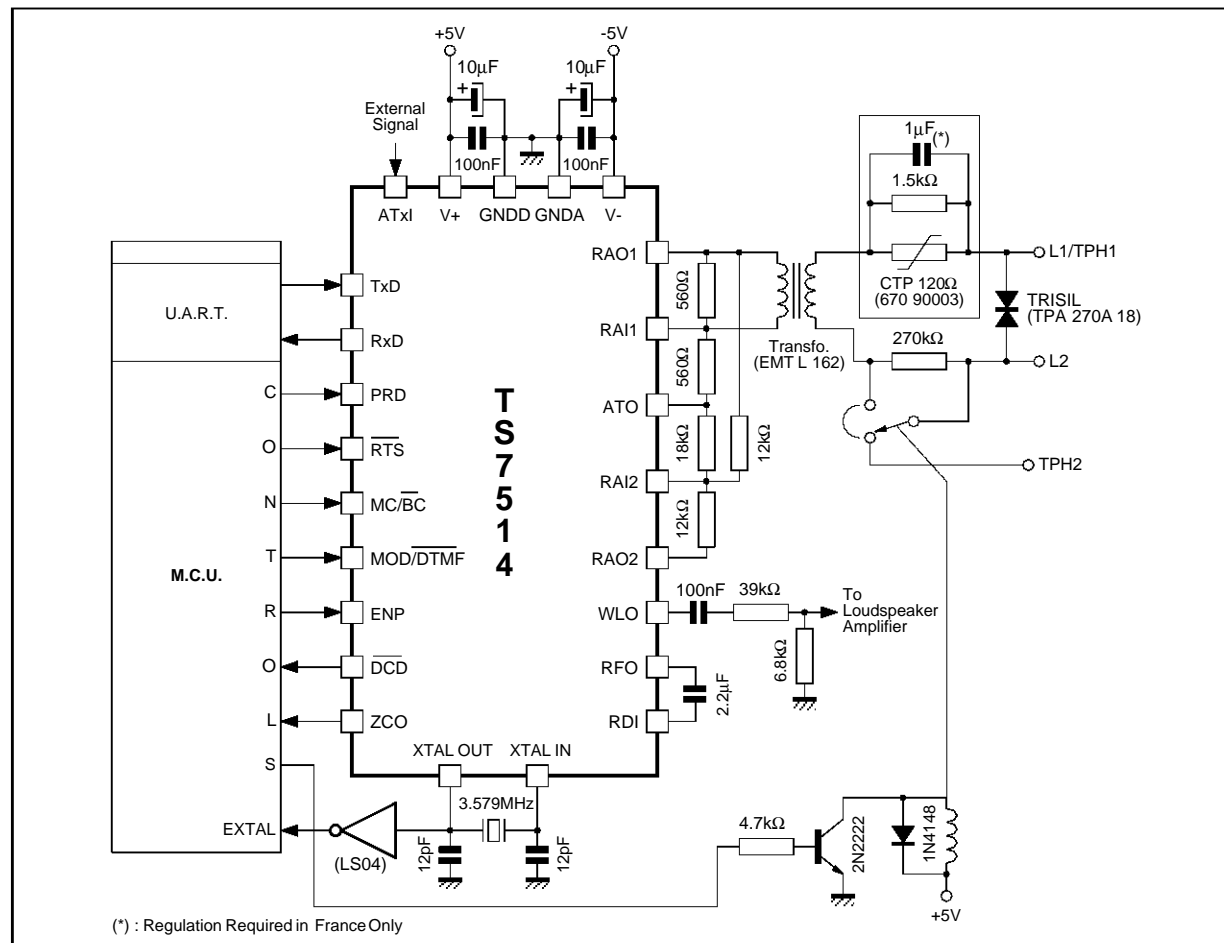 +5V
-5V
10µF
10µF
+
+
External
Signal
100nF
100nF
ATxI
V+
GNDD
GNDA
V-
1µF
(*)
1.5kΩ
CTP 120Ω
(670 90003)
L1/TPH1
TRISIL
(TPA 270A 18)
270kΩ
L2
TPH2
Transfo.
(EMT L 162)
RAO1
560Ω
RAI1
560Ω
ATO
18kΩ
12kΩ
RAI2
12kΩ
RAO2
100nF
39kΩ
WLO
To
Loudspeaker
Amplifier
6.8kΩ
RFO
2.2µF
RDI
U.A.R.T.
TxD
RxD
C
PRD
O
RTS
N
MC/BC
T
MOD/DTMF
M.C.U.
R
ENP
O
DCD
L
ZCO
S
EXTAL
TS7514
XTAL OUT
XTAL IN
3.579MHz
12pF
12pF
(LS04)
4.7kΩ
2N2222
1N4148
+5V
(*) : Regulation Required in France Only